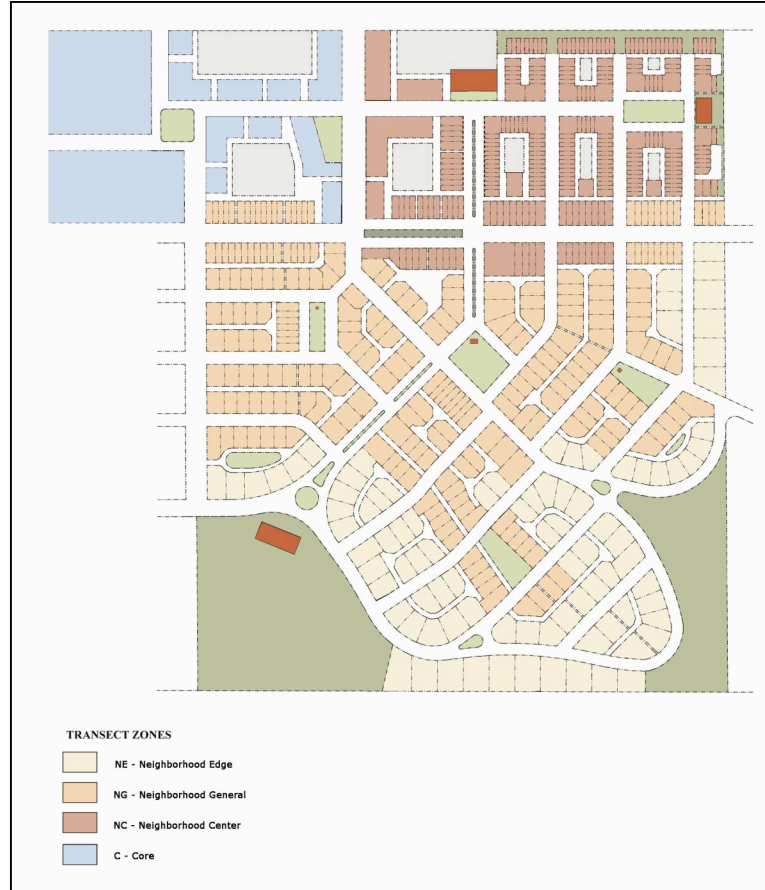 TRANSECT ZONES
NE - Neighborhood Edge
NG - Neighborhood General
NC - Neighborhood Center
C - Core